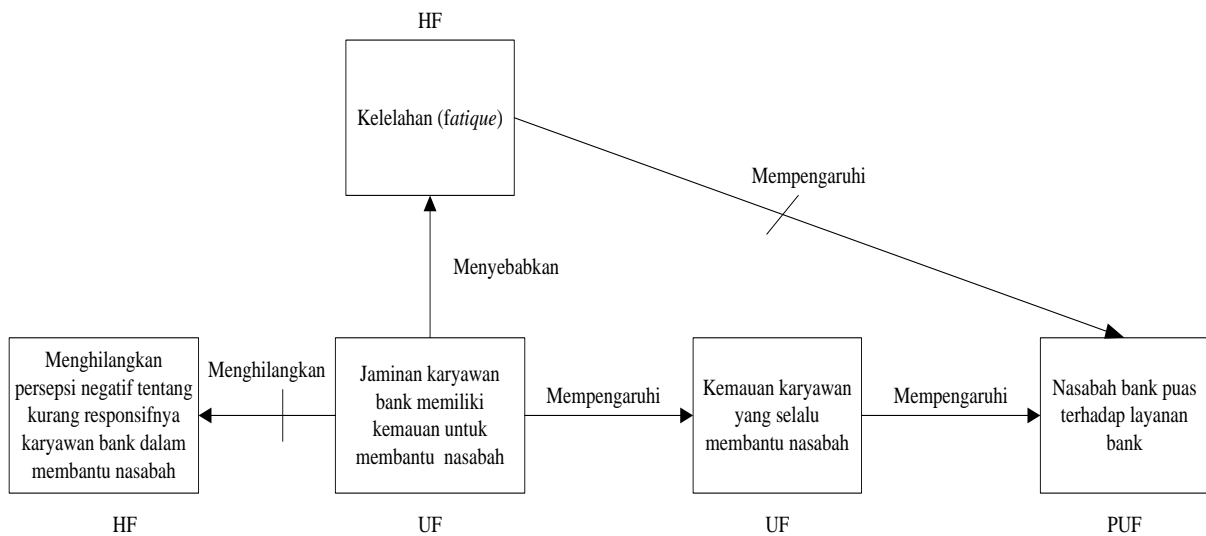 HF
Kelelahan (fatique)
Mempengaruhi
Menyebabkan
Menghilangkan
persepsi negatif tentang
kurang responsifnya
karyawan bank dalam
membantu nasabah
HF
Menghilangkan
Jaminan karyawan
bank memiliki
kemauan untuk
membantu nasabah
UF
Mempengaruhi
Kemauan karyawan
yang selalu
membantu nasabah
UF
Mempengaruhi
Nasabah bank puas
terhadap layanan
bank
PUF